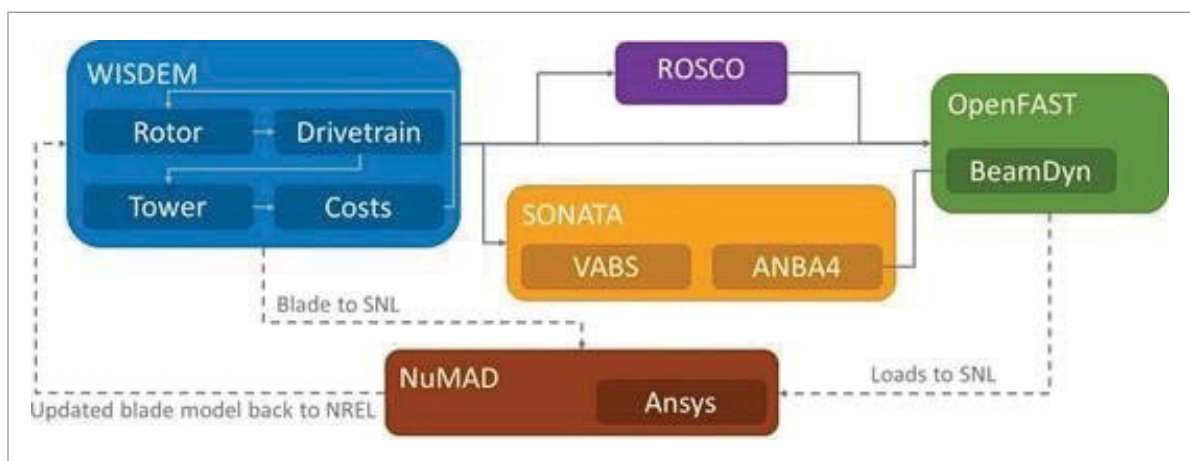 WISDEM
Rotor
Drivetrain
Tower
Costs
ROSCO
OpenFAST
BeamDyn
SONATA
VABS
ANBA4
Blade to SNL
NuMAD
Ansys
Loads to SNL
Updated blade model back to NREL